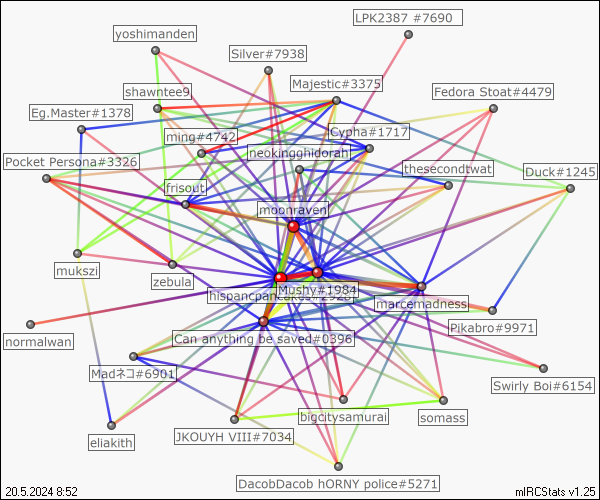 LPK2387 #7690
yoshimanden
Silver#7938
Majestic#3375
shawntee9
Fedora Stoat#4479
Eg.Master#1378
Cypha#1717
ming#4742
neokingghidorah
Pocket Persona#3326
thesecondtwat
Duck#1245
frisout
moonraven
mukszi
zebula
Mushy#1984
marcemadness
normalwan
Can anything be saved#0396
Pikabro#9971
Madネコ#6901
Swirly Boi#6154
bigcitysamurai
somass
JKOUYH VIII#7034
eliakith
DacobDacob hORNY police#5271
20.5.2024 8:52
mIRCStats v1.25